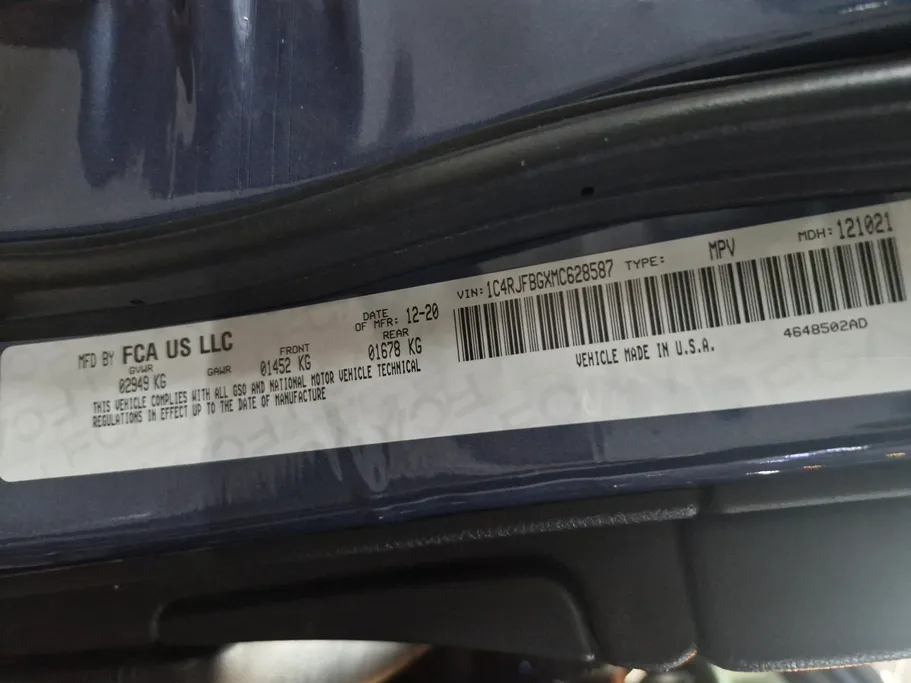 MFD BY FCA US LLC
DATE OF MFR: 12-20
VIN: 1C4RJFBGXMC628587 TYPE: MPV MDH: 121021
GVWR 02949 KG
GAWR FRONT 01452 KG
REAR 01678 KG
THIS VEHICLE COMPLIES WITH ALL GSO AND NATIONAL MOTOR VEHICLE TECHNICAL
REGULATIONS IN EFFECT UP TO THE DATE OF MANUFACTURE
VEHICLE MADE IN U.S.A.
4648502AD